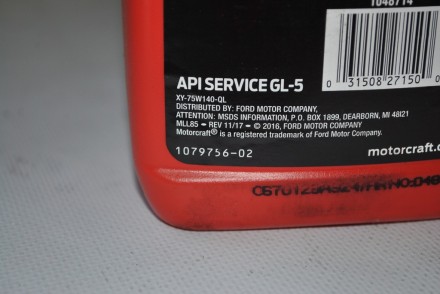 1048714
0 31508 27150
API SERVICE GL-5
XY-75W140-QL
DISTRIBUTED BY: FORD MOTOR COMPANY,
ATTENTION: MSDS INFORMATION, P.O. BOX 1899, DEARBORN, MI 48121
MLL85 – REV 11/17 – © 2016, FORD MOTOR COMPANY
Motorcraft® is a registered trademark of Ford Motor Company.
1079756-02
motorcraft.c